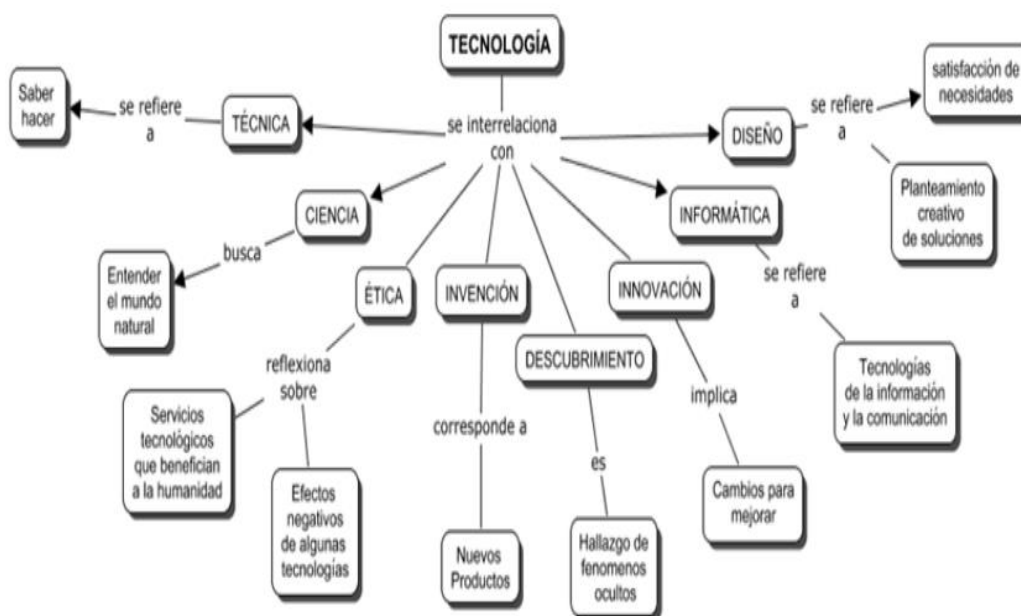 TECNOLOGÍA
se interrelaciona
con
TÉCNICA
se refiere
a
Saber
hacer
CIENCIA
busca
Entender
el mundo
natural
ÉTICA
reflexiona
sobre
Servicios
tecnológicos
que benefician
a la humanidad
Efectos
negativos
de algunas
tecnologías
INVENCIÓN
corresponde a
Nuevos
Productos
DESCUBRIMIENTO
es
Hallazgo de
fenomenos
ocultos
INNOVACIÓN
implica
Cambios para
mejorar
INFORMÁTICA
se refiere
a
Tecnologías
de la información
y la comunicación
DISEÑO
se refiere
a
satisfacción de
necesidades
Planteamiento
creativo
de soluciones